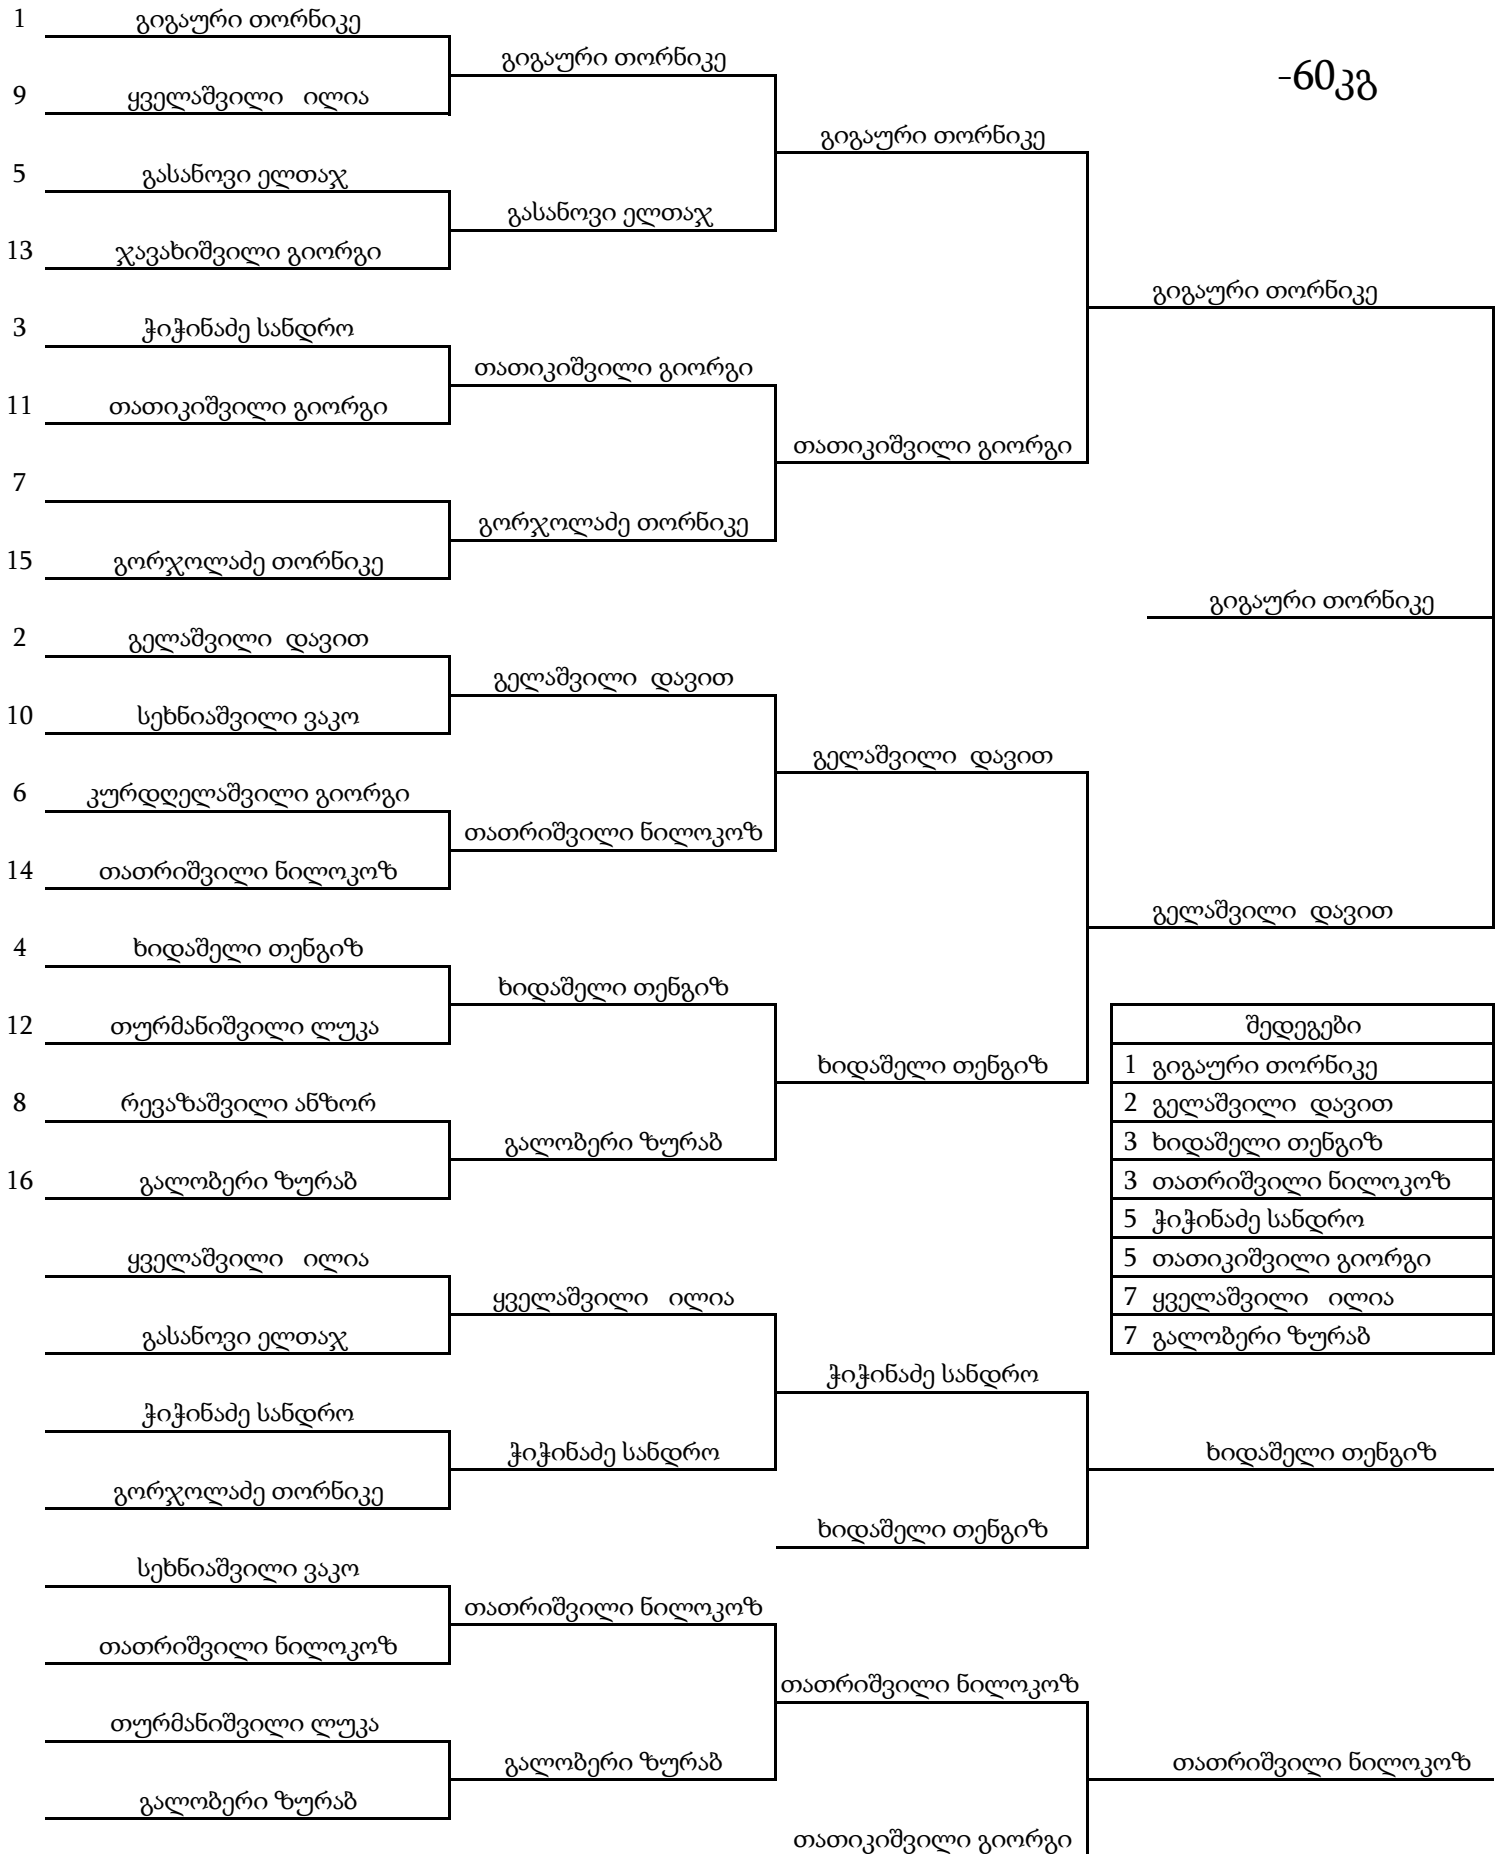 1 გიგაური თორნიკე
გიგაური თორნიკე
-60კგ
9 ყველაშვილი ილია
გიგაური თორნიკე
5 გასანოვი ელთაჯ
გასანოვი ელთაჯ
13 ჯავახიშვილი გიორგი
გიგაური თორნიკე
3 ჭიჭინაძე სანდრო
თათიკიშვილი გიორგი
11 თათიკიშვილი გიორგი
თათიკიშვილი გიორგი
7
გორჯოლაძე თორნიკე
15 გორჯოლაძე თორნიკე
გიგაური თორნიკე
2 გელაშვილი დავით
გელაშვილი დავით
10 სეხნიაშვილი ვაკო
გელაშვილი დავით
6 კურდღელაშვილი გიორგი
თათრიშვილი ნილოკოზ
14 თათრიშვილი ნილოკოზ
გელაშვილი დავით
4 ხიდაშელი თენგიზ
ხიდაშელი თენგიზ
12 თურმანიშვილი ლუკა
შედეგები
ხიდაშელი თენგიზ
1 გიგაური თორნიკე
8 რევაზაშვილი ანზორ
2 გელაშვილი დავით
გალობერი ზურაბ
3 ხიდაშელი თენგიზ
16 გალობერი ზურაბ
3 თათრიშვილი ნილოკოზ
5 ჭიჭინაძე სანდრო
ყველაშვილი ილია
5 თათიკიშვილი გიორგი
ყველაშვილი ილია
7 ყველაშვილი ილია
გასანოვი ელთაჯ
7 გალობერი ზურაბ
ჭიჭინაძე სანდრო
ჭიჭინაძე სანდრო
ჭიჭინაძე სანდრო
ხიდაშელი თენგიზ
გორჯოლაძე თორნიკე
ხიდაშელი თენგიზ
სეხნიაშვილი ვაკო
თათრიშვილი ნილოკოზ
თათრიშვილი ნილოკოზ
თათრიშვილი ნილოკოზ
თურმანიშვილი ლუკა
გალობერი ზურაბ
თათრიშვილი ნილოკოზ
გალობერი ზურაბ
თათიკიშვილი გიორგი